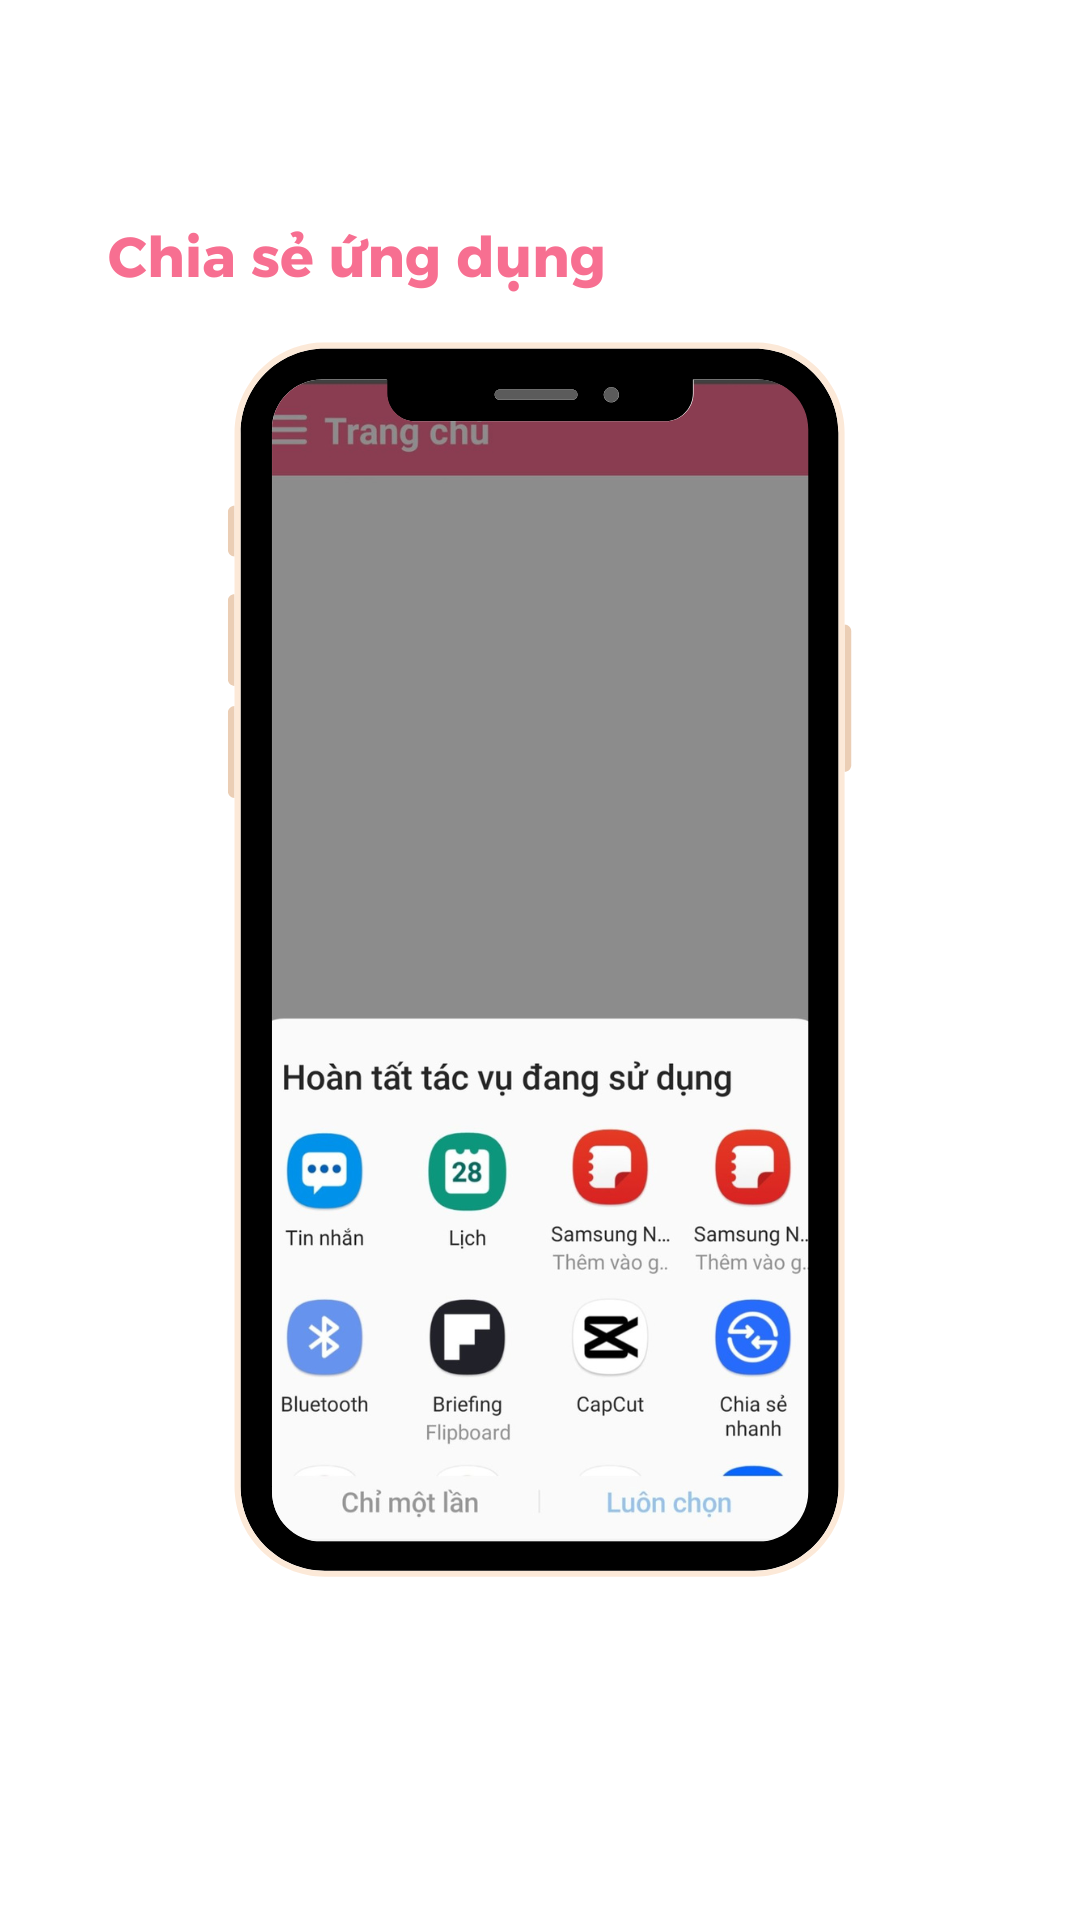 Chia sẻ ứng dụng
Trang chu
Hoàn tất tác vụ đang sử dụng
28
Tin nhắn
Lịch
Samsung N...
Samsung N..
Thêm vào g..
Thêm vào g..
Bluetooth
Briefing
CapCut
Chia sẻ
nhanh
Flipboard
Chỉ một lần
Luôn chọn